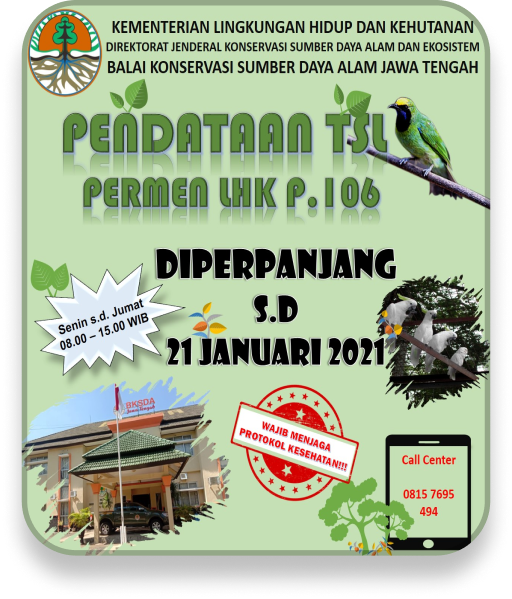 KEMENTERIAN LINGKUNGAN HIDUP DAN KEHUTANAN
DIREKTORAT JENDERAL KONSERVASI SUMBER DAYA ALAM DAN EKOSISTEM
BALAI KONSERVASI SUMBER DAYA ALAM JAWA TENGAH
PENDATAAN TSL
PERMEN LHK P.106
DIPERPANJANG
S.D
21 JANUARI 2021
Senin s.d. Jumat
08.00 – 15.00 WIB
BKSDA
Jawa Tengah
WAJIB MENJAGA
PROTOKOL KESEHATAN!!!
Call Center
0815 7695
494